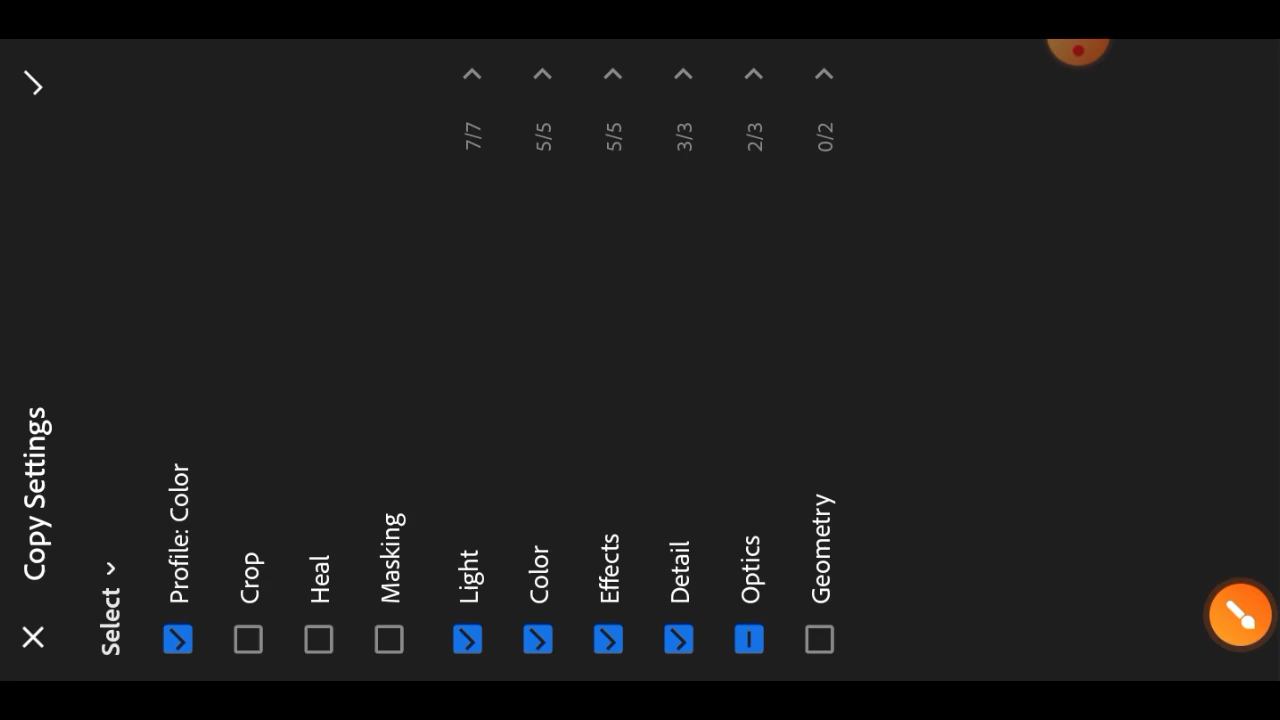 Copy Settings
Select
Profile: Color
Crop
Heal
Masking
Light 7/7
Color 5/5
Effects 5/5
Detail 3/3
Optics 2/3
Geometry 0/2